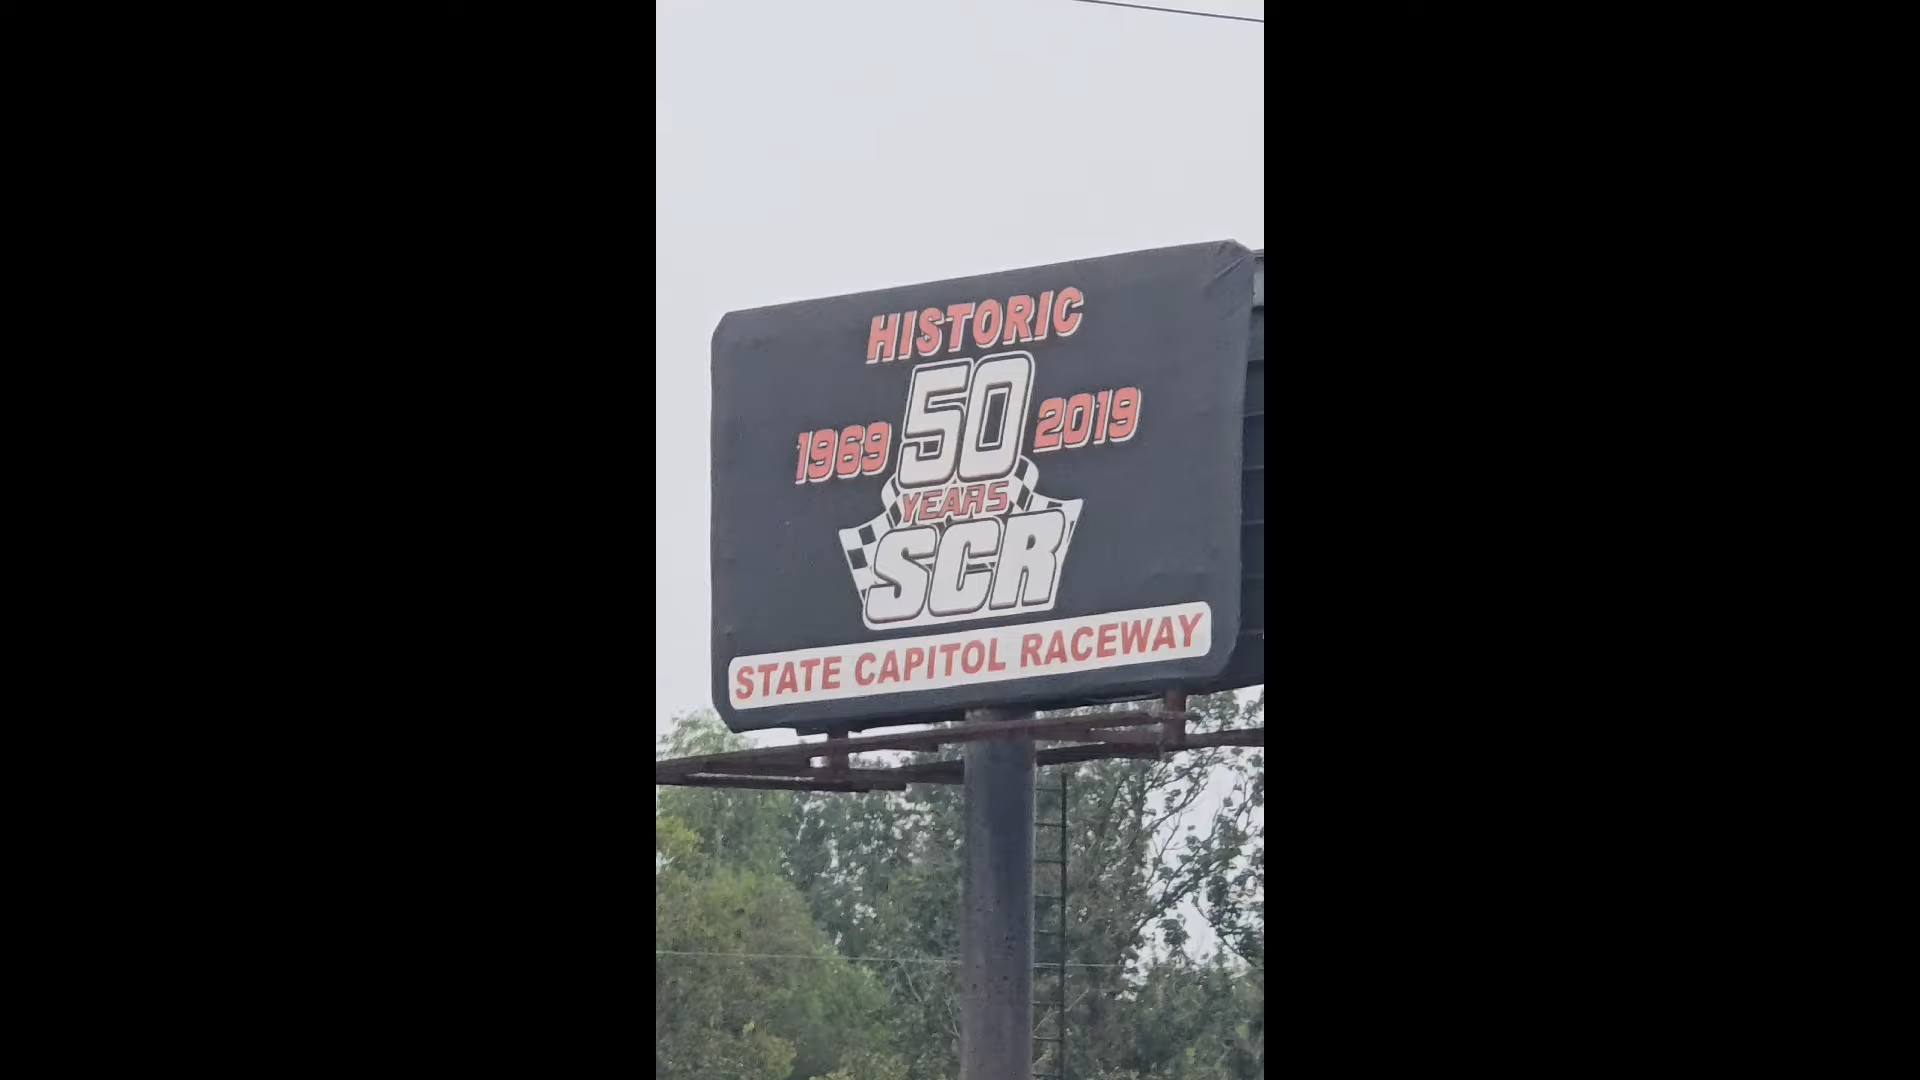 HISTORIC
1969 50 2019
YEARS
SCR
STATE CAPITOL RACEWAY